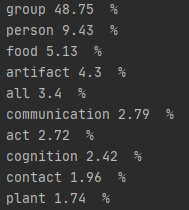 group 48.75  %
person 9.43  %
food 5.13  %
artifact 4.3  %
all 3.4  %
communication 2.79  %
act 2.72  %
cognition 2.42  %
contact 1.96  %
plant 1.74  %